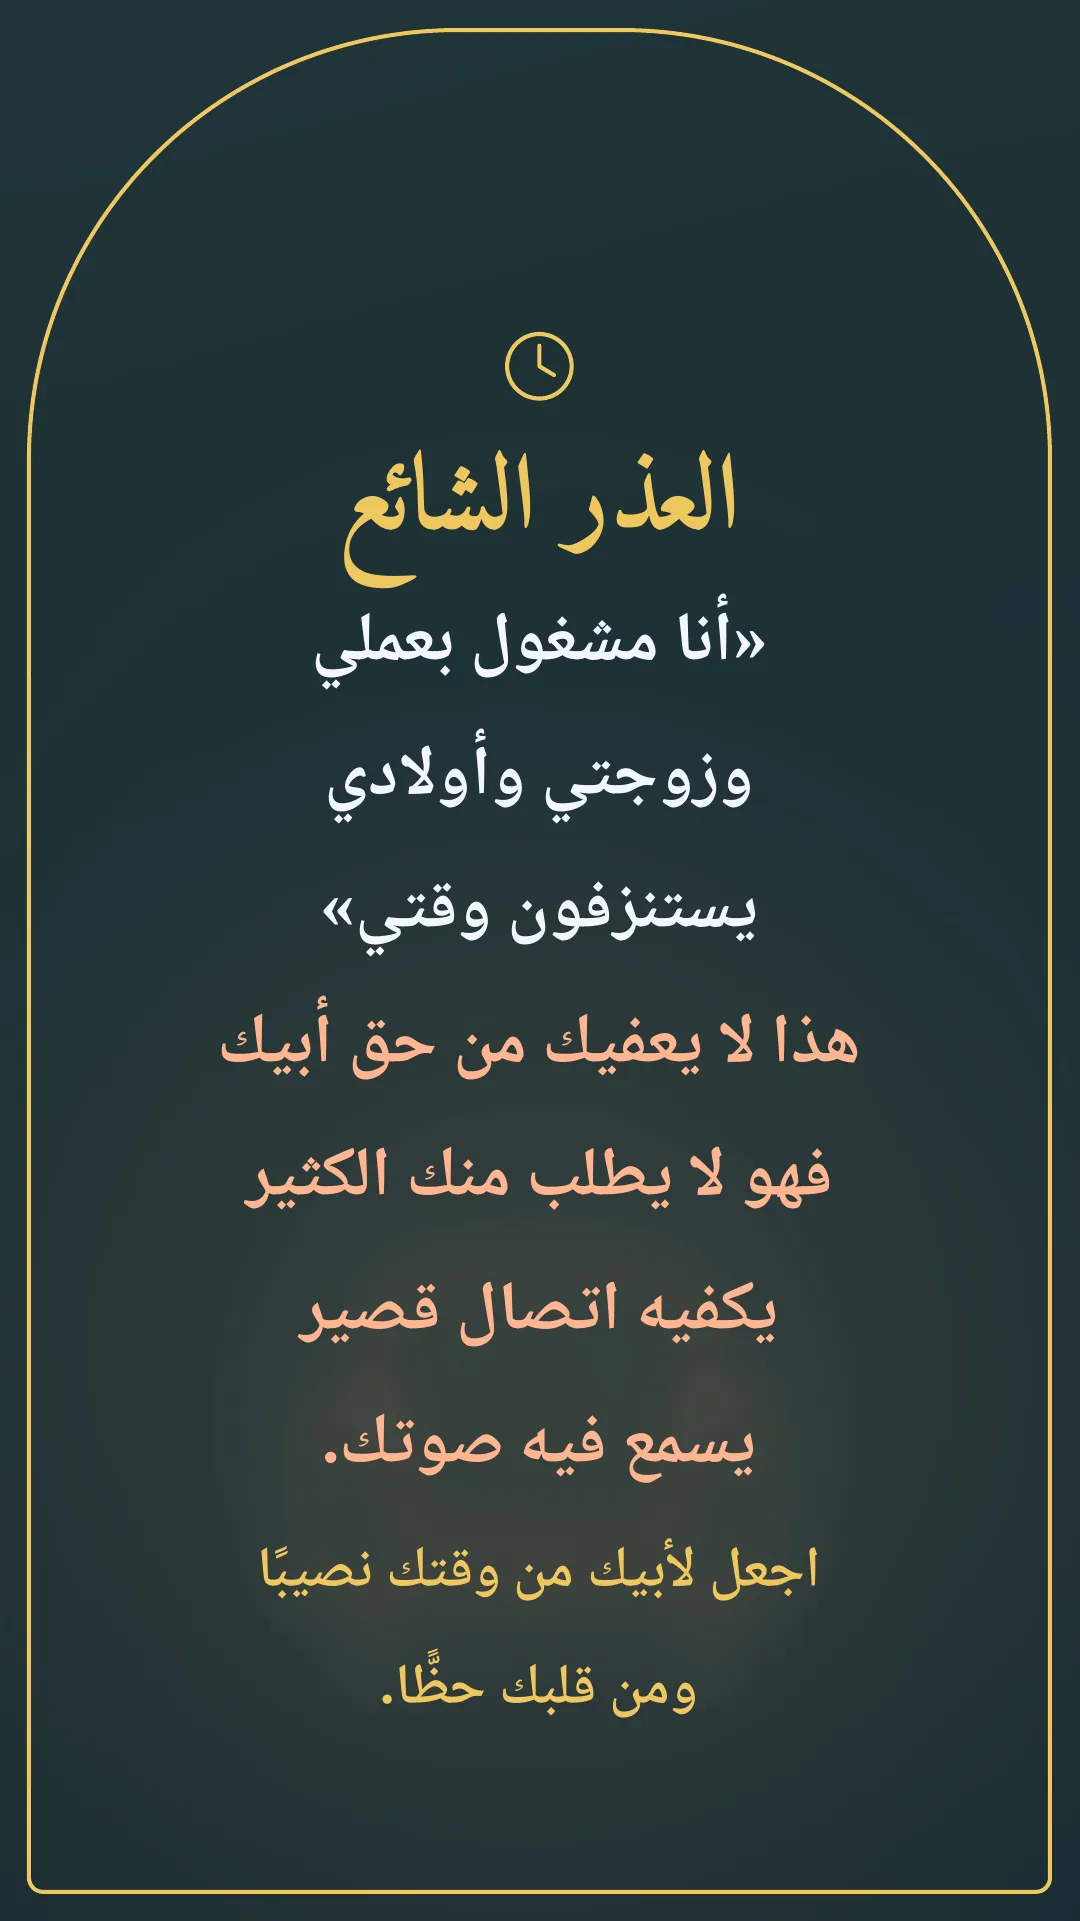 العذر الشائع
«أنا مشغول بعملي
وزوجتي وأولادي
يستنزفون وقتي»
هذا لا يعفيك من حق أبيك
فهو لا يطلب منك الكثير
يكفيه اتصال قصير
يسمع فيه صوتك.
اجعل لأبيك من وقتك نصيبًا
ومن قلبك حظًّا.